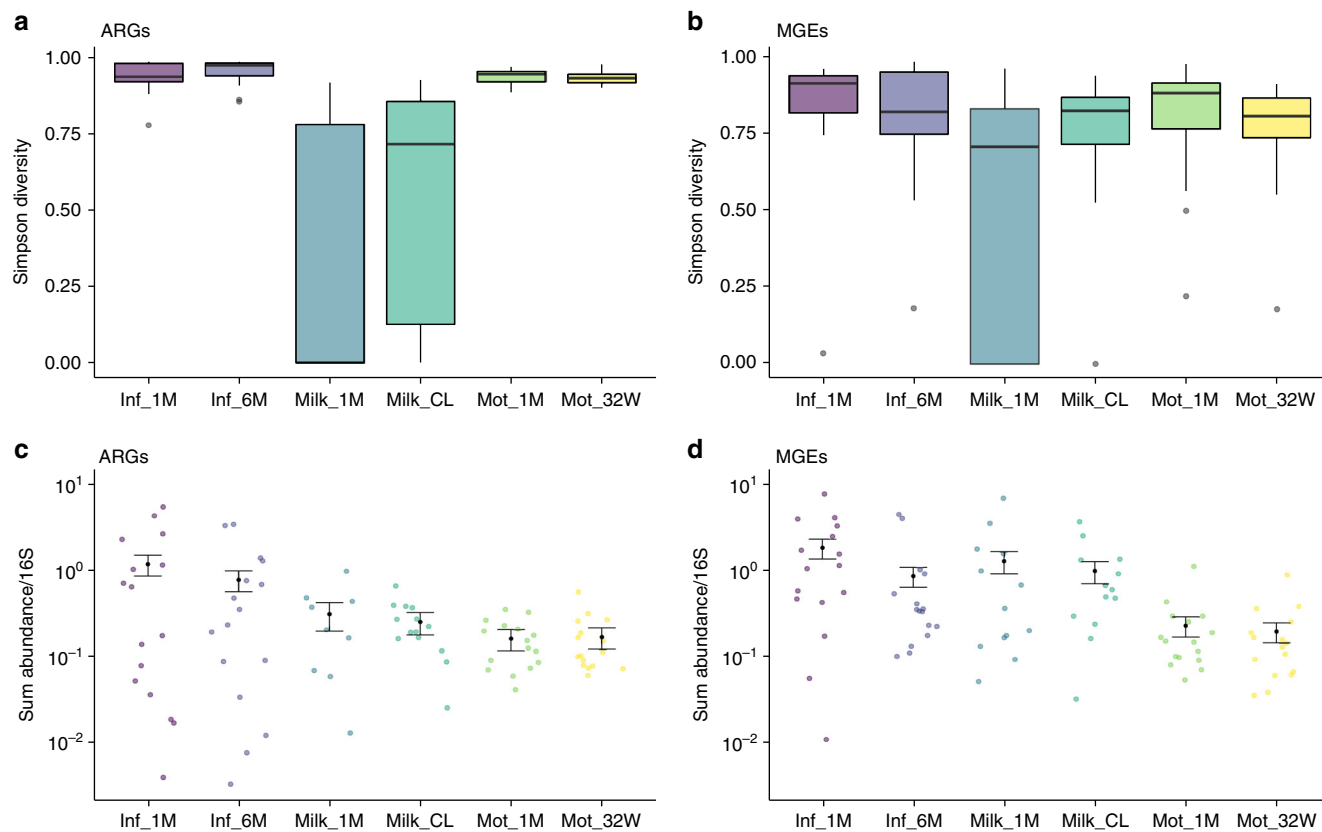 a
ARGs
1.00
0.75
0.50
0.25
0.00
Simpson diversity
Inf_1M Inf_6M Milk_1M Milk_CL Mot_1M Mot_32W
b
MGEs
1.00
0.75
0.50
0.25
0.00
Simpson diversity
Inf_1M Inf_6M Milk_1M Milk_CL Mot_1M Mot_32W
c
ARGs
10¹
10⁰
10⁻¹
10⁻²
Sum abundance/16S
Inf_1M Inf_6M Milk_1M Milk_CL Mot_1M Mot_32W
d
MGEs
10¹
10⁰
10⁻¹
10⁻²
Sum abundance/16S
Inf_1M Inf_6M Milk_1M Milk_CL Mot_1M Mot_32W